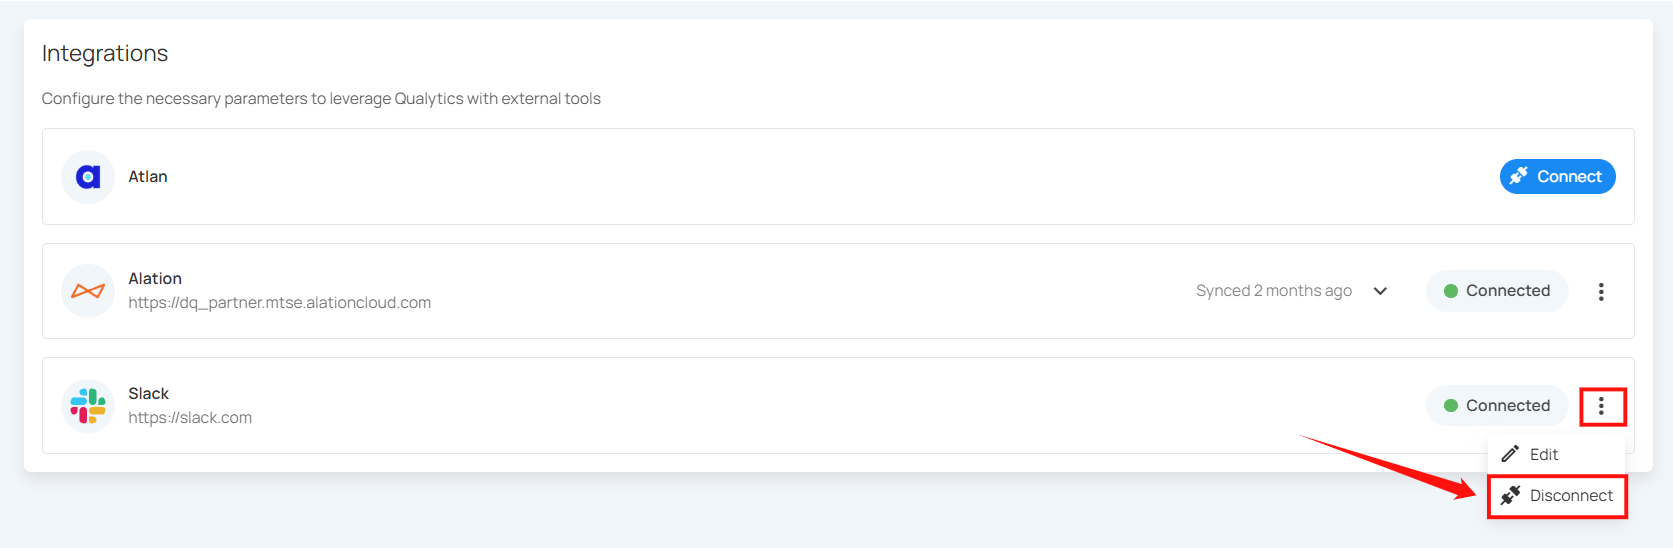 Integrations
Configure the necessary parameters to leverage Qualytics with external tools
Atlan
Connect
Alation
https://dq_partner.mtse.alationcloud.com
Synced 2 months ago
Connected
Slack
https://slack.com
Connected
Edit
Disconnect